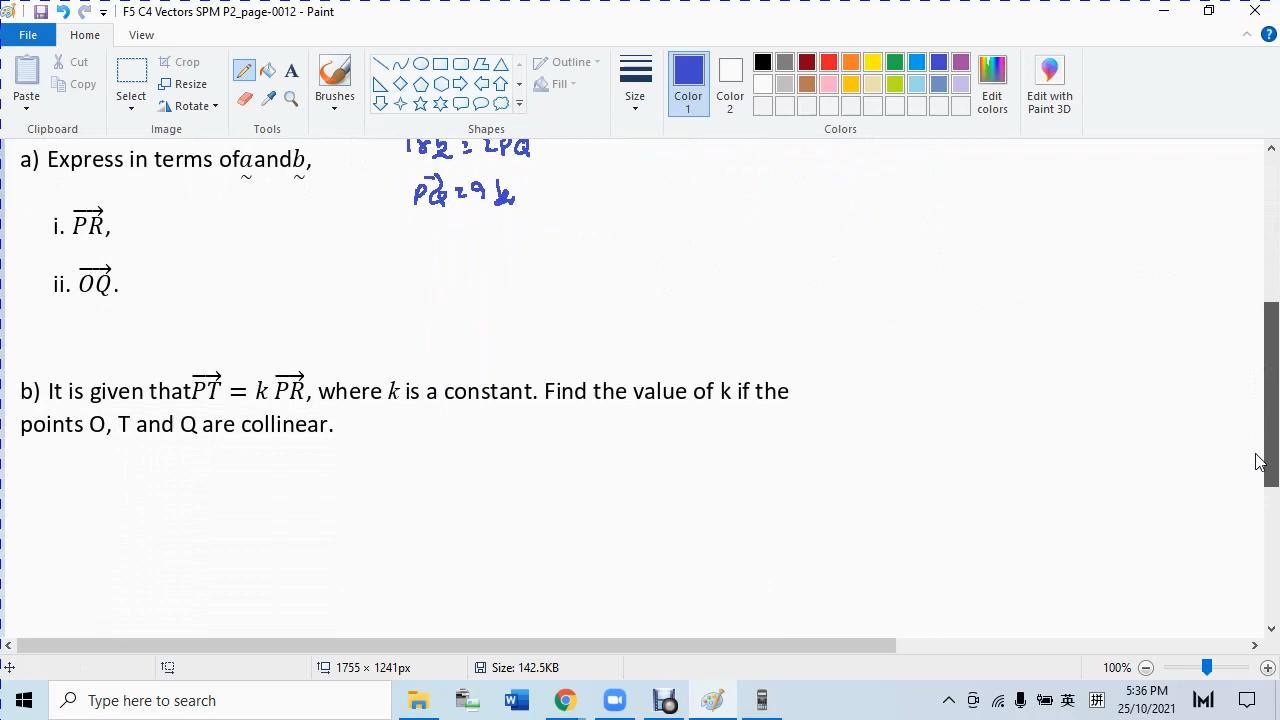 F5 C4 Vectors SPM P2_page-0012 - Paint
File Home View
Paste Cut Copy Clipboard
Select Crop Resize Rotate Image
Tools
Brushes
Outline Fill Shapes
Size
Color 1 Color 2 Edit colors Colors
Edit with Paint 3D
18b = 2PQ
a) Express in terms of a and b,
PQ = 9 b
i. PR,
ii. OQ.
b) It is given that PT = k PR, where k is a constant. Find the value of k if the
points O, T and Q are collinear.
1755 × 1241px Size: 142.5KB 100%
Type here to search
英 拼 5:36 PM
25/10/2021